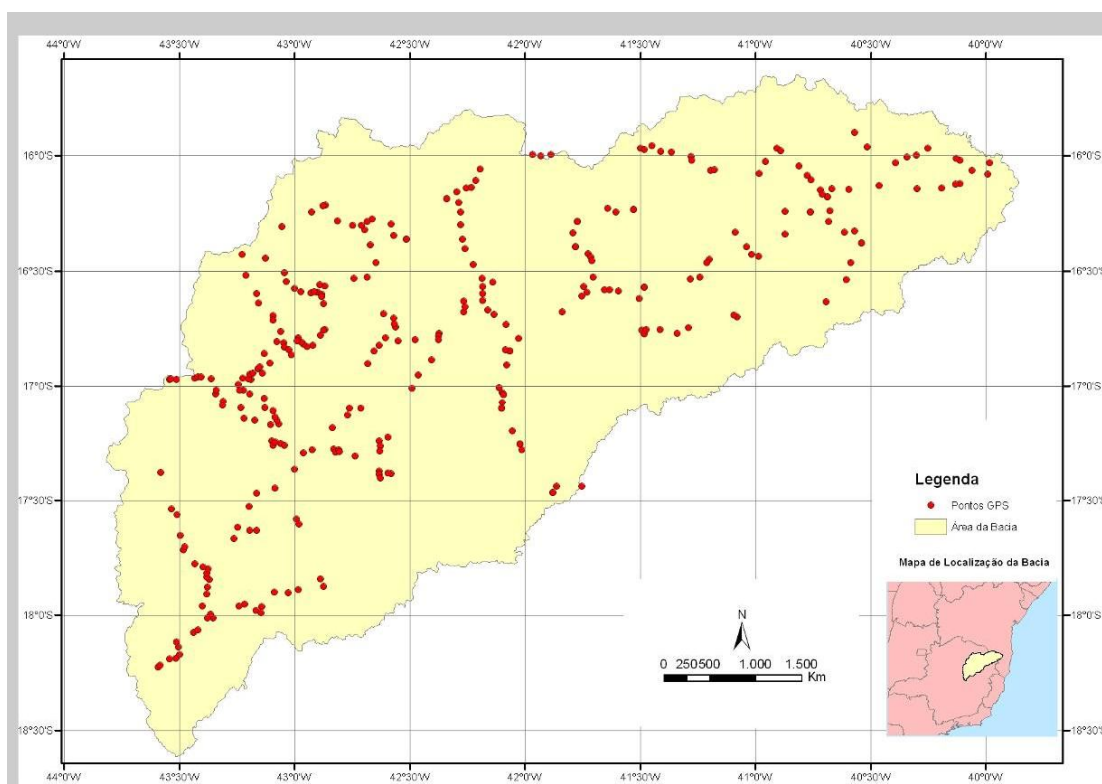 44°0'W 43°30'W 43°0'W 42°30'W 42°0'W 41°30'W 41°0'W 40°30'W 40°0'W
16°0'S 16°0'S
16°30'S 16°30'S
17°0'S 17°0'S
17°30'S 17°30'S
Legenda
Pontos GPS
Área da Bacia
Mapa de Localização da Bacia
18°0'S 18°0'S
N
0 250500 1.000 1.500
Km
18°30'S 18°30'S
44°0'W 43°30'W 43°0'W 42°30'W 42°0'W 41°30'W 41°0'W 40°30'W 40°0'W